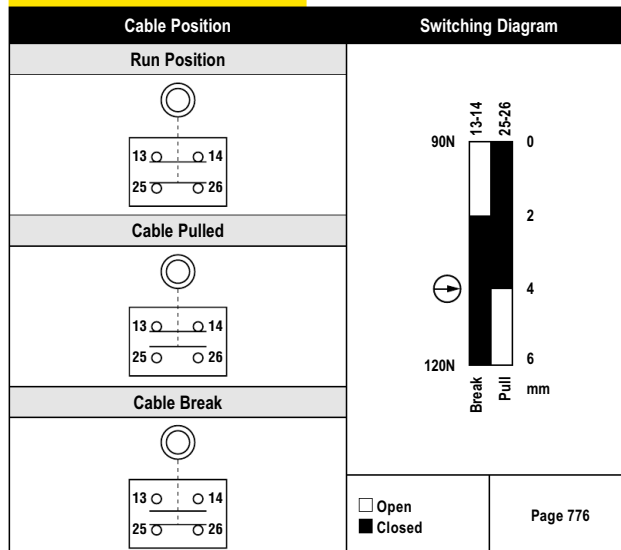 Cable Position
Switching Diagram
Run Position
13 14
25 26
Cable Pulled
13 14
25 26
Cable Break
13 14
25 26
13-14
25-26
90N
0
2
4
120N
6
Break
Pull
mm
Open
Closed
Page 776